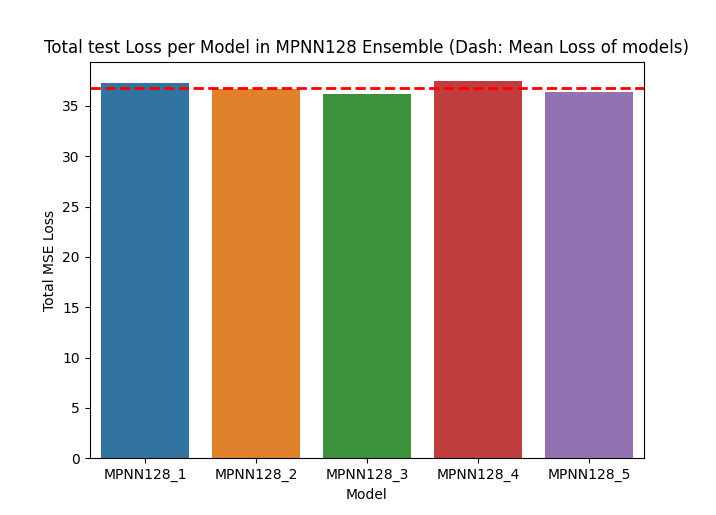 Total test Loss per Model in MPNN128 Ensemble (Dash: Mean Loss of models)
Total MSE Loss
35
30
25
20
15
10
5
0
MPNN128_1 MPNN128_2 MPNN128_3 MPNN128_4 MPNN128_5
Model